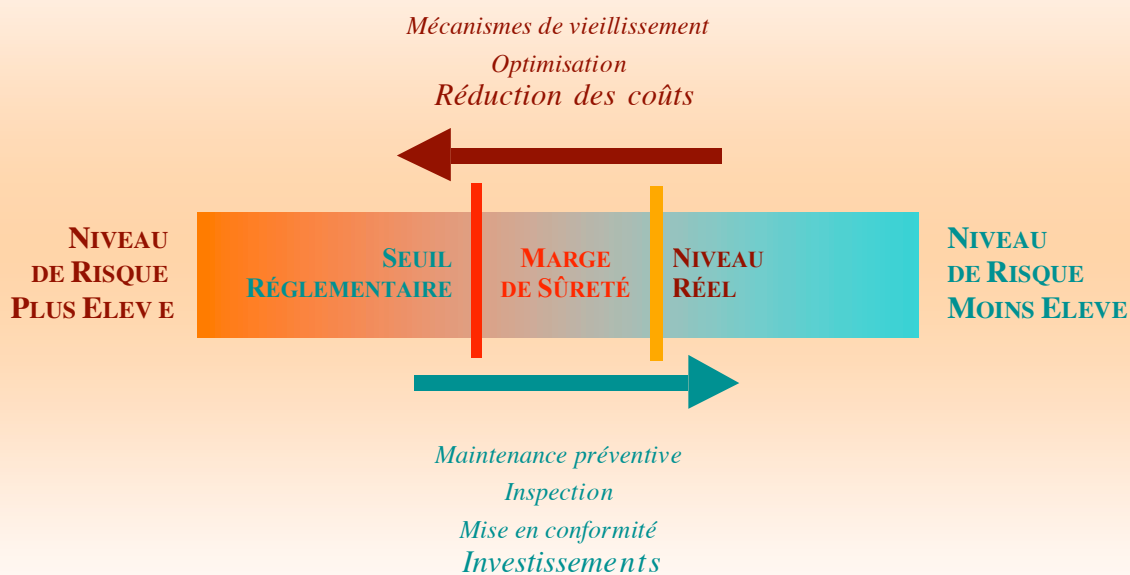 Mécanismes de vieillissement
Optimisation
Réduction des coûts
NIVEAU
DE RISQUE
PLUS ELEV E
SEUIL
RÉGLEMENTAIRE
MARGE
DE SÛRETÉ
NIVEAU
RÉEL
NIVEAU
DE RISQUE
MOINS ELEVE
Maintenance préventive
Inspection
Mise en conformité
Investissements